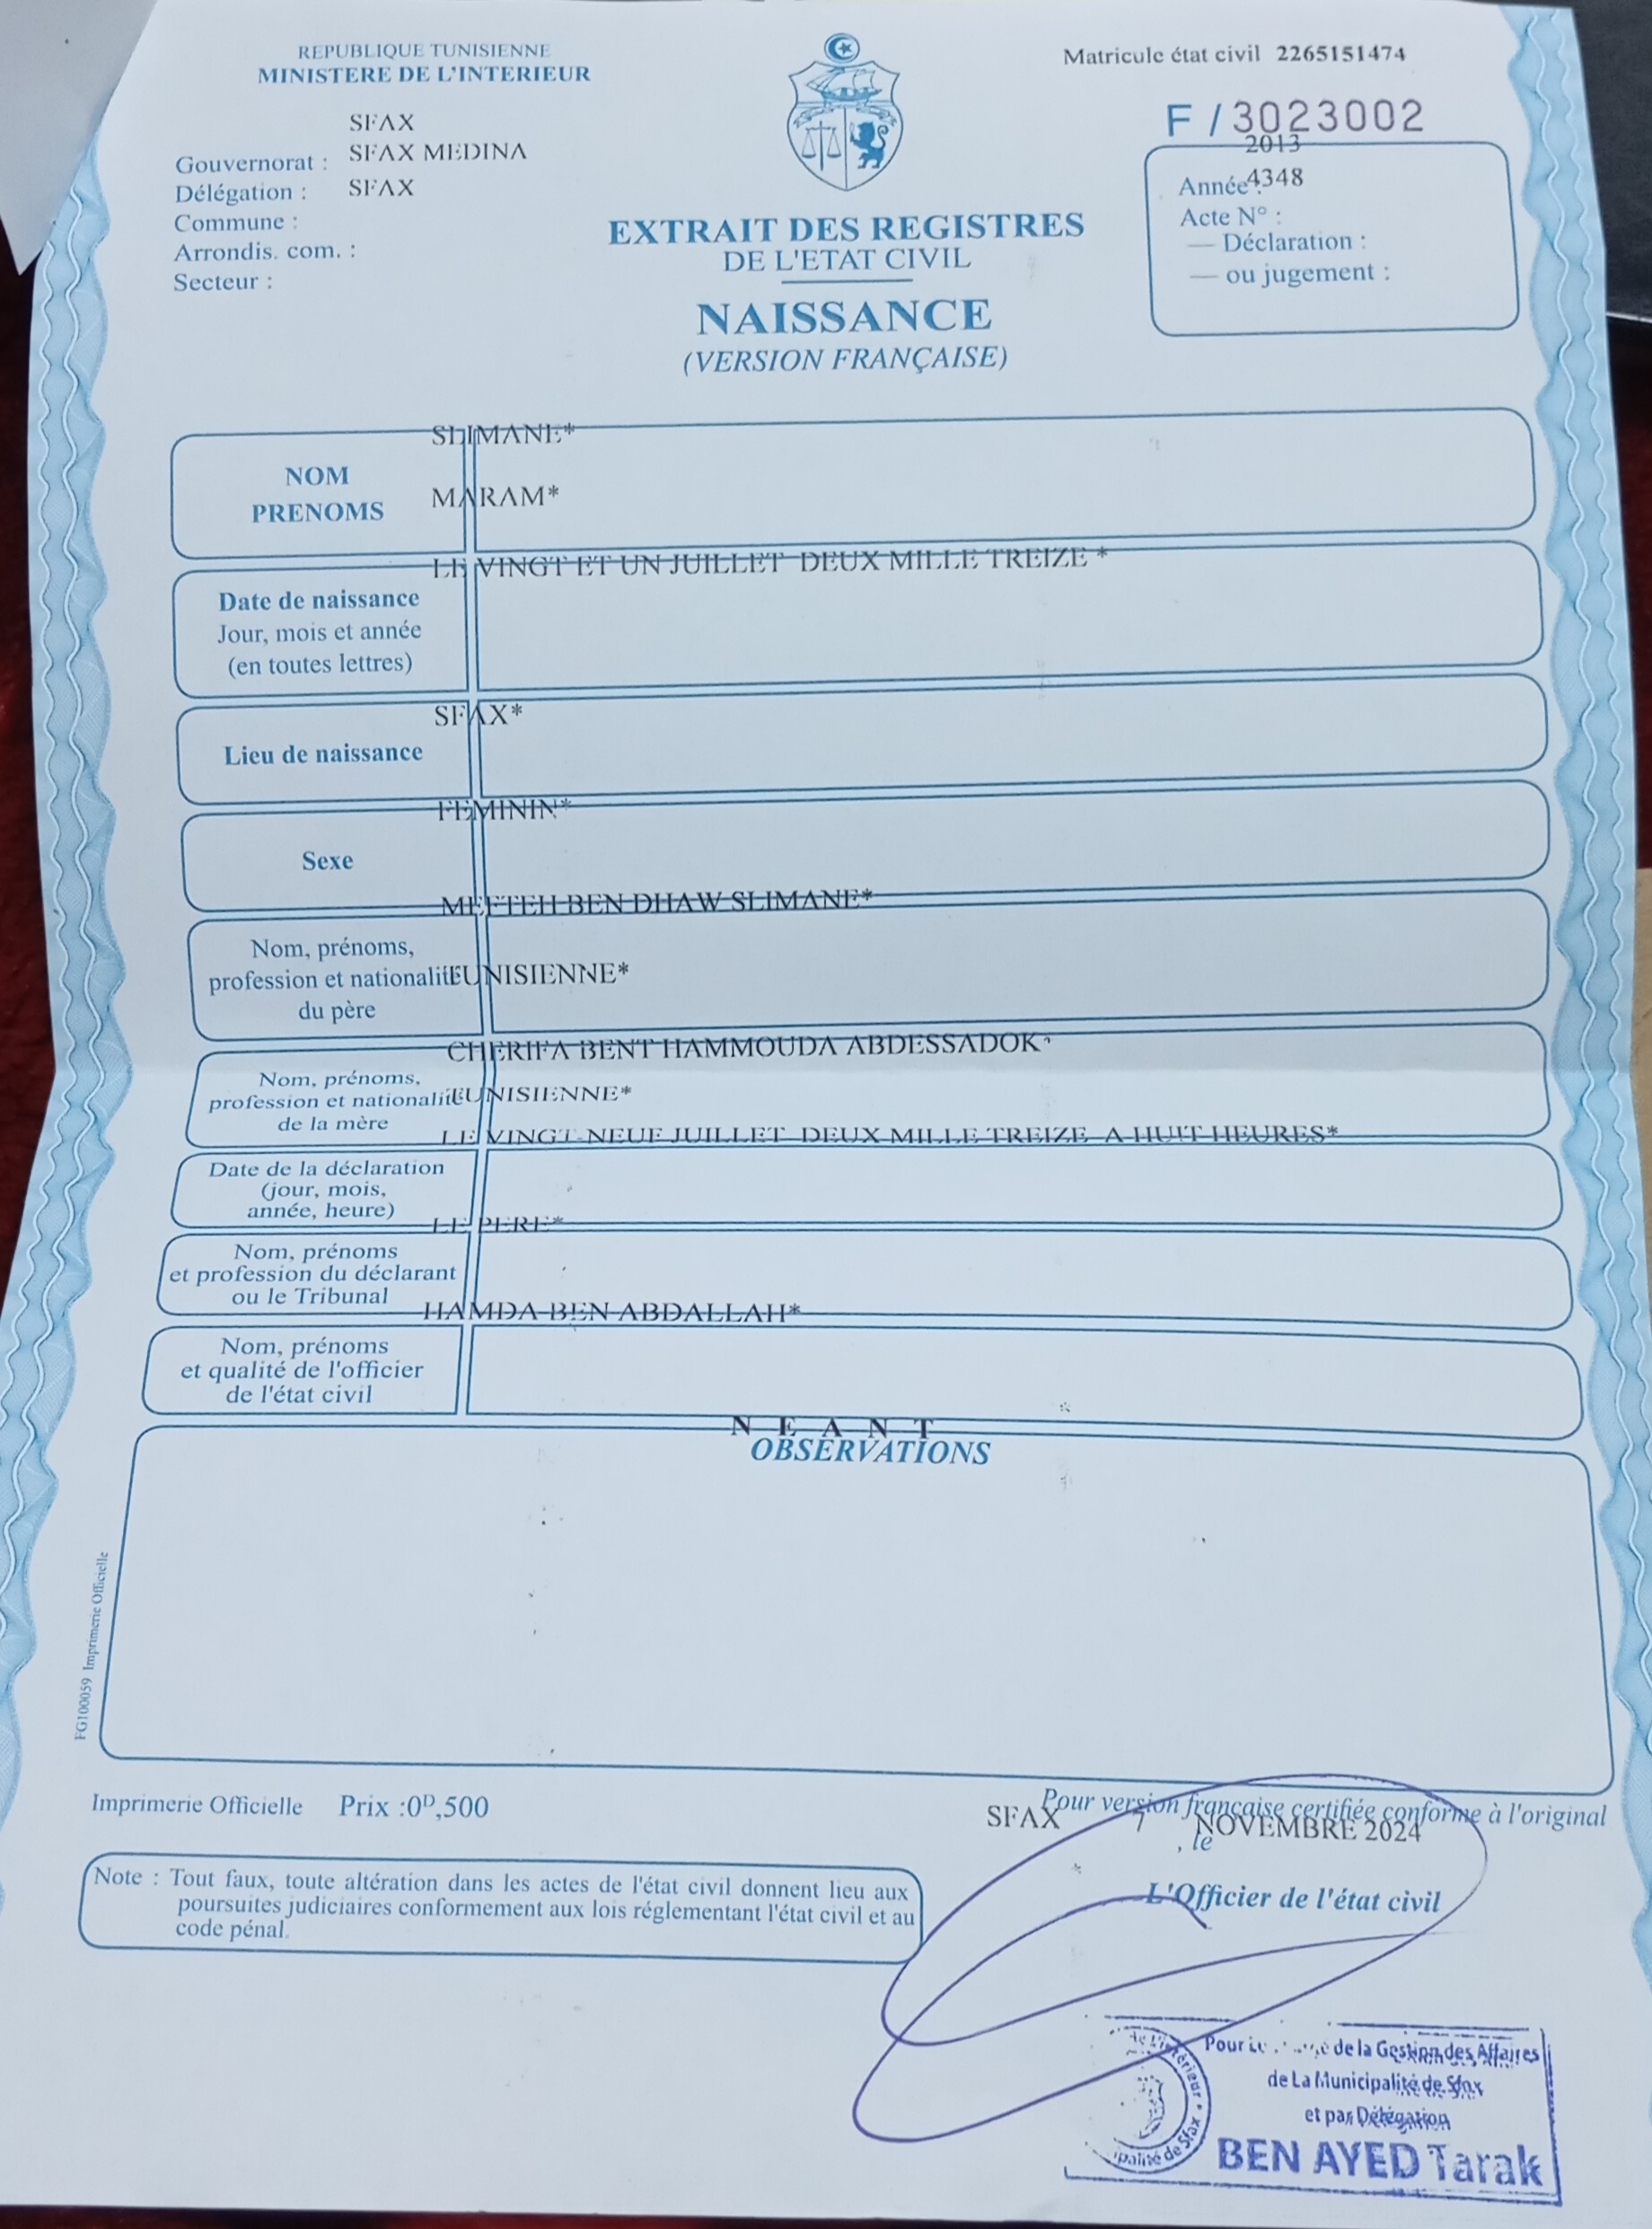 REPUBLIQUE TUNISIENNE
MINISTERE DE L'INTERIEUR
Matricule état civil 2265151474
F / 3023002
SFAX
Gouvernorat : SFAX MEDINA
Délégation : SFAX
Commune :
Arrondis. com. :
Secteur :
2013
Année : 4348
Acte N° :
— Déclaration :
— ou jugement :
EXTRAIT DES REGISTRES
DE L'ETAT CIVIL
NAISSANCE
(VERSION FRANÇAISE)
SLIMANE*
NOM
PRENOMS
MARAM*
LE VINGT ET UN JUILLET DEUX MILLE TREIZE *
Date de naissance
Jour, mois et année
(en toutes lettres)
SFAX*
Lieu de naissance
FEMININ*
Sexe
MEFTEH BEN DHAW SLIMANE*
Nom, prénoms,
profession et nationalité TUNISIENNE*
du père
CHERIFA BENT HAMMOUDA ABDESSADOK*
Nom, prénoms,
profession et nationalité TUNISIENNE*
de la mère
LE VINGT-NEUF JUILLET DEUX MILLE TREIZE A HUIT HEURES*
Date de la déclaration
(jour, mois,
année, heure)
LE PERE*
Nom, prénoms
et profession du déclarant
ou le Tribunal
HAMDA BEN ABDALLAH*
Nom, prénoms
et qualité de l'officier
de l'état civil
N E A N T
OBSERVATIONS
FG100059 Imprimerie Officielle
Imprimerie Officielle Prix :0D,500
Pour version française certifiée conforme à l'original
SFAX 7 , le NOVEMBRE 2024
L'Officier de l'état civil
Note : Tout faux, toute altération dans les actes de l'état civil donnent lieu aux
poursuites judiciaires conformement aux lois réglementant l'état civil et au
code pénal.
Pour de la Gestion des Affaires
de La Municipalité de Sfax
et par Délégation
BEN AYED Tarak